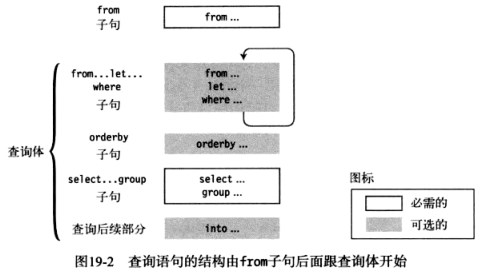 from
子句
from ...
from...let...
where
子句
from ...
let ...
where ...
查询体
orderby
子句
orderby ...
select...group
子句
select ...
group ...
查询后续部分
into ...
图标
必需的
可选的
图19-2 查询语句的结构由from子句后面跟查询体开始